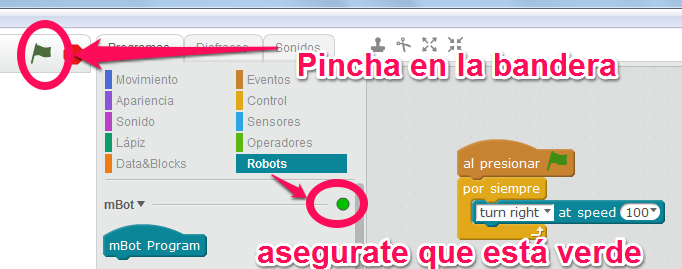 Programas Disfraces Sonidos
Pincha en la bandera
Movimiento Eventos
Apariencia Control
Sonido Sensores
Lápiz Operadores
Data&Blocks Robots
al presionar
por siempre
mBot
turn right at speed 100
mBot Program
asegurate que está verde